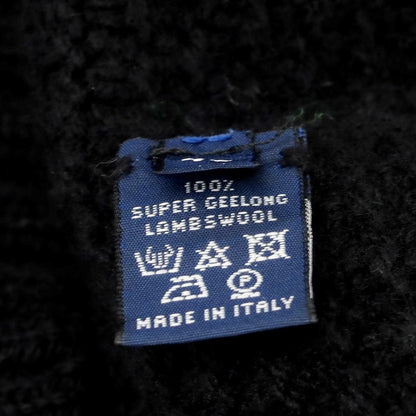 100%
SUPER GEELONG
LAMBSWOOL
P
MADE IN ITALY